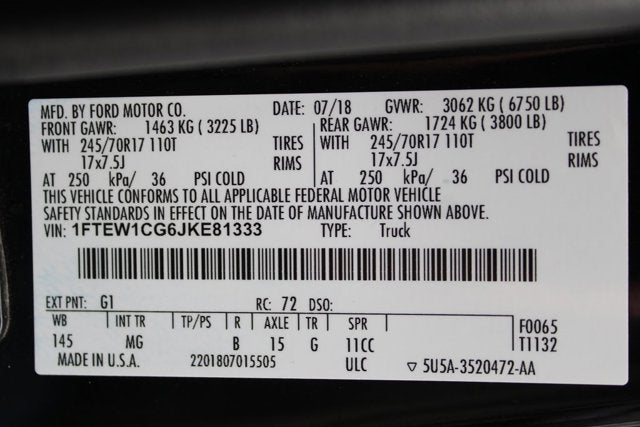 MFD. BY FORD MOTOR CO. DATE: 07/18 GVWR: 3062 KG ( 6750 LB)
FRONT GAWR: 1463 KG ( 3225 LB) REAR GAWR: 1724 KG ( 3800 LB)
WITH 245/70R17 110T TIRES WITH 245/70R17 110T TIRES
17x7.5J RIMS 17x7.5J RIMS
AT 250 kPa/ 36 PSI COLD AT 250 kPa/ 36 PSI COLD
THIS VEHICLE CONFORMS TO ALL APPLICABLE FEDERAL MOTOR VEHICLE
SAFETY STANDARDS IN EFFECT ON THE DATE OF MANUFACTURE SHOWN ABOVE.
VIN: 1FTEW1CG6JKE81333 TYPE: Truck
EXT PNT: G1 RC: 72 DSO:
WB INT TR TP/PS R AXLE TR SPR F0065
145 MG B 15 G 11CC T1132
MADE IN U.S.A. 2201807015505 ULC ▽ 5U5A-3520472-AA